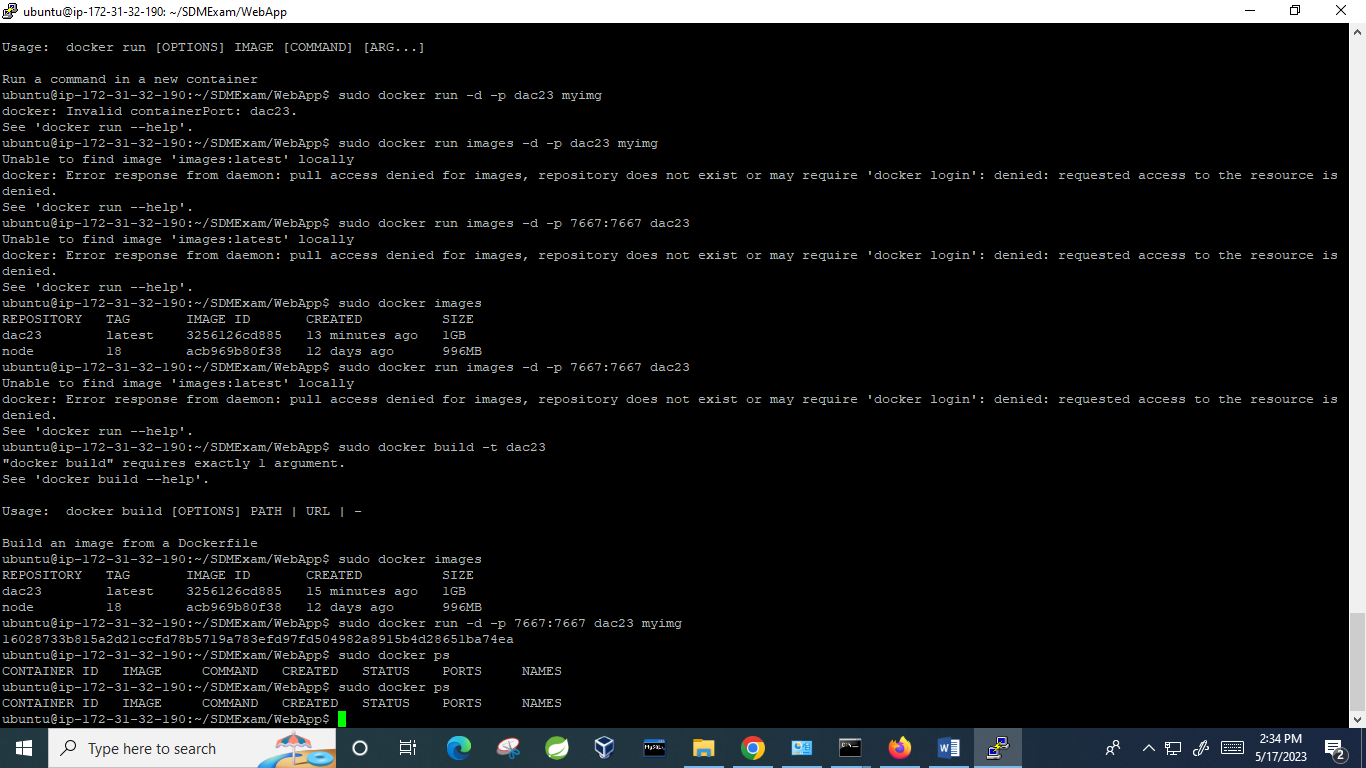 ubuntu@ip-172-31-32-190: ~/SDMExam/WebApp
Usage:  docker run [OPTIONS] IMAGE [COMMAND] [ARG...]
Run a command in a new container
ubuntu@ip-172-31-32-190:~/SDMExam/WebApp$ sudo docker run -d -p dac23 myimg
docker: Invalid containerPort: dac23.
See 'docker run --help'.
ubuntu@ip-172-31-32-190:~/SDMExam/WebApp$ sudo docker run images -d -p dac23 myimg
Unable to find image 'images:latest' locally
docker: Error response from daemon: pull access denied for images, repository does not exist or may require 'docker login': denied: requested access to the resource is
denied.
See 'docker run --help'.
ubuntu@ip-172-31-32-190:~/SDMExam/WebApp$ sudo docker run images -d -p 7667:7667 dac23
Unable to find image 'images:latest' locally
docker: Error response from daemon: pull access denied for images, repository does not exist or may require 'docker login': denied: requested access to the resource is
denied.
See 'docker run --help'.
ubuntu@ip-172-31-32-190:~/SDMExam/WebApp$ sudo docker images
REPOSITORY   TAG       IMAGE ID       CREATED          SIZE
dac23        latest    3256126cd885   13 minutes ago   1GB
node         18        acb969b80f38   12 days ago      996MB
ubuntu@ip-172-31-32-190:~/SDMExam/WebApp$ sudo docker run images -d -p 7667:7667 dac23
Unable to find image 'images:latest' locally
docker: Error response from daemon: pull access denied for images, repository does not exist or may require 'docker login': denied: requested access to the resource is
denied.
See 'docker run --help'.
ubuntu@ip-172-31-32-190:~/SDMExam/WebApp$ sudo docker build -t dac23
"docker build" requires exactly 1 argument.
See 'docker build --help'.
Usage:  docker build [OPTIONS] PATH | URL | -
Build an image from a Dockerfile
ubuntu@ip-172-31-32-190:~/SDMExam/WebApp$ sudo docker images
REPOSITORY   TAG       IMAGE ID       CREATED          SIZE
dac23        latest    3256126cd885   15 minutes ago   1GB
node         18        acb969b80f38   12 days ago      996MB
ubuntu@ip-172-31-32-190:~/SDMExam/WebApp$ sudo docker run -d -p 7667:7667 dac23 myimg
16028733b815a2d21ccfd78b5719a783efd97fd504982a8915b4d28651ba74ea
ubuntu@ip-172-31-32-190:~/SDMExam/WebApp$ sudo docker ps
CONTAINER ID   IMAGE     COMMAND   CREATED   STATUS    PORTS     NAMES
ubuntu@ip-172-31-32-190:~/SDMExam/WebApp$ sudo docker ps
CONTAINER ID   IMAGE     COMMAND   CREATED   STATUS    PORTS     NAMES
ubuntu@ip-172-31-32-190:~/SDMExam/WebApp$
Type here to search
MySQL
2:34 PM
5/17/2023
2